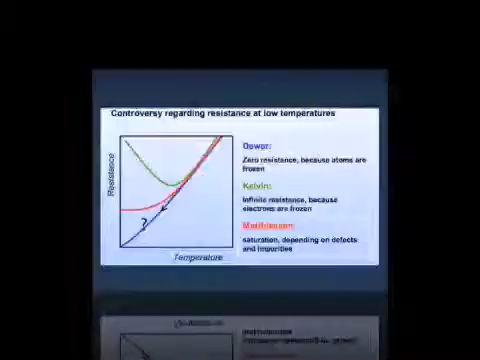 Controversy regarding resistance at low temperatures
Resistance
?
Temperature
Dewar:
Zero resistance, because atoms are
frozen
Kelvin:
Infinite resistance, because
electrons are frozen
Matthiessen:
saturation, depending on defects
and impurities